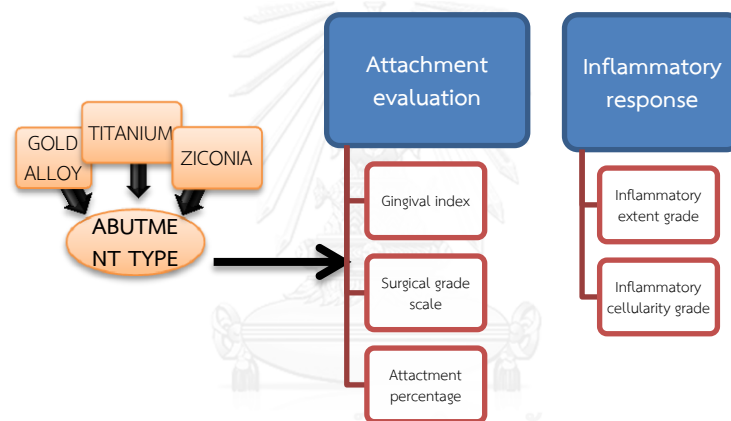 GOLD
ALLOY
TITANIUM
ZICONIA
ABUTME
NT TYPE
Attachment
evaluation
Gingival index
Surgical grade
scale
Attactment
percentage
Inflammatory
response
Inflammatory
extent grade
Inflammatory
cellularity grade